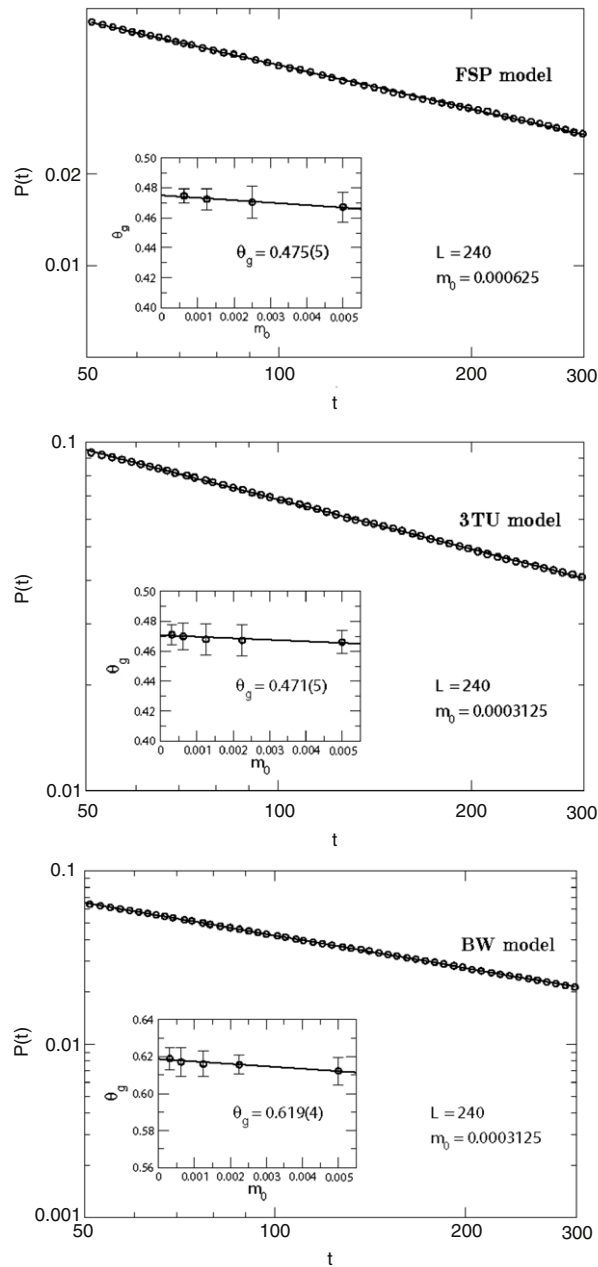 FSP model
P(t)
0.02
0.01
0.50
0.48
0.46
0.44
0.42
0.40
θg
θg = 0.475(5)
0 0.001 0.002 0.003 0.004 0.005
m0
L = 240
m0 = 0.000625
50 100 200 300
t
0.1
3TU model
P(t)
0.50
0.48
0.46
0.44
0.42
0.40
θg
θg = 0.471(5)
0 0.001 0.002 0.003 0.004 0.005
m0
L = 240
m0 = 0.0003125
0.01
50 100 200 300
t
0.1
BW model
P(t)
0.01
0.64
0.62
0.60
0.58
0.56
θg
θg = 0.619(4)
0 0.001 0.002 0.003 0.004 0.005
m0
L = 240
m0 = 0.0003125
0.001
50 100 200 300
t